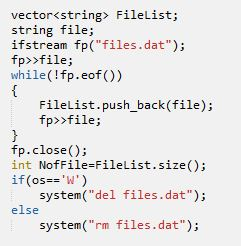 vector<string> FileList;
string file;
ifstream fp("files.dat");
fp>>file;
while(!fp.eof())
{
    FileList.push_back(file);
    fp>>file;
}
fp.close();
int NofFile=FileList.size();
if(os=='W')
    system("del files.dat");
else
    system("rm files.dat");